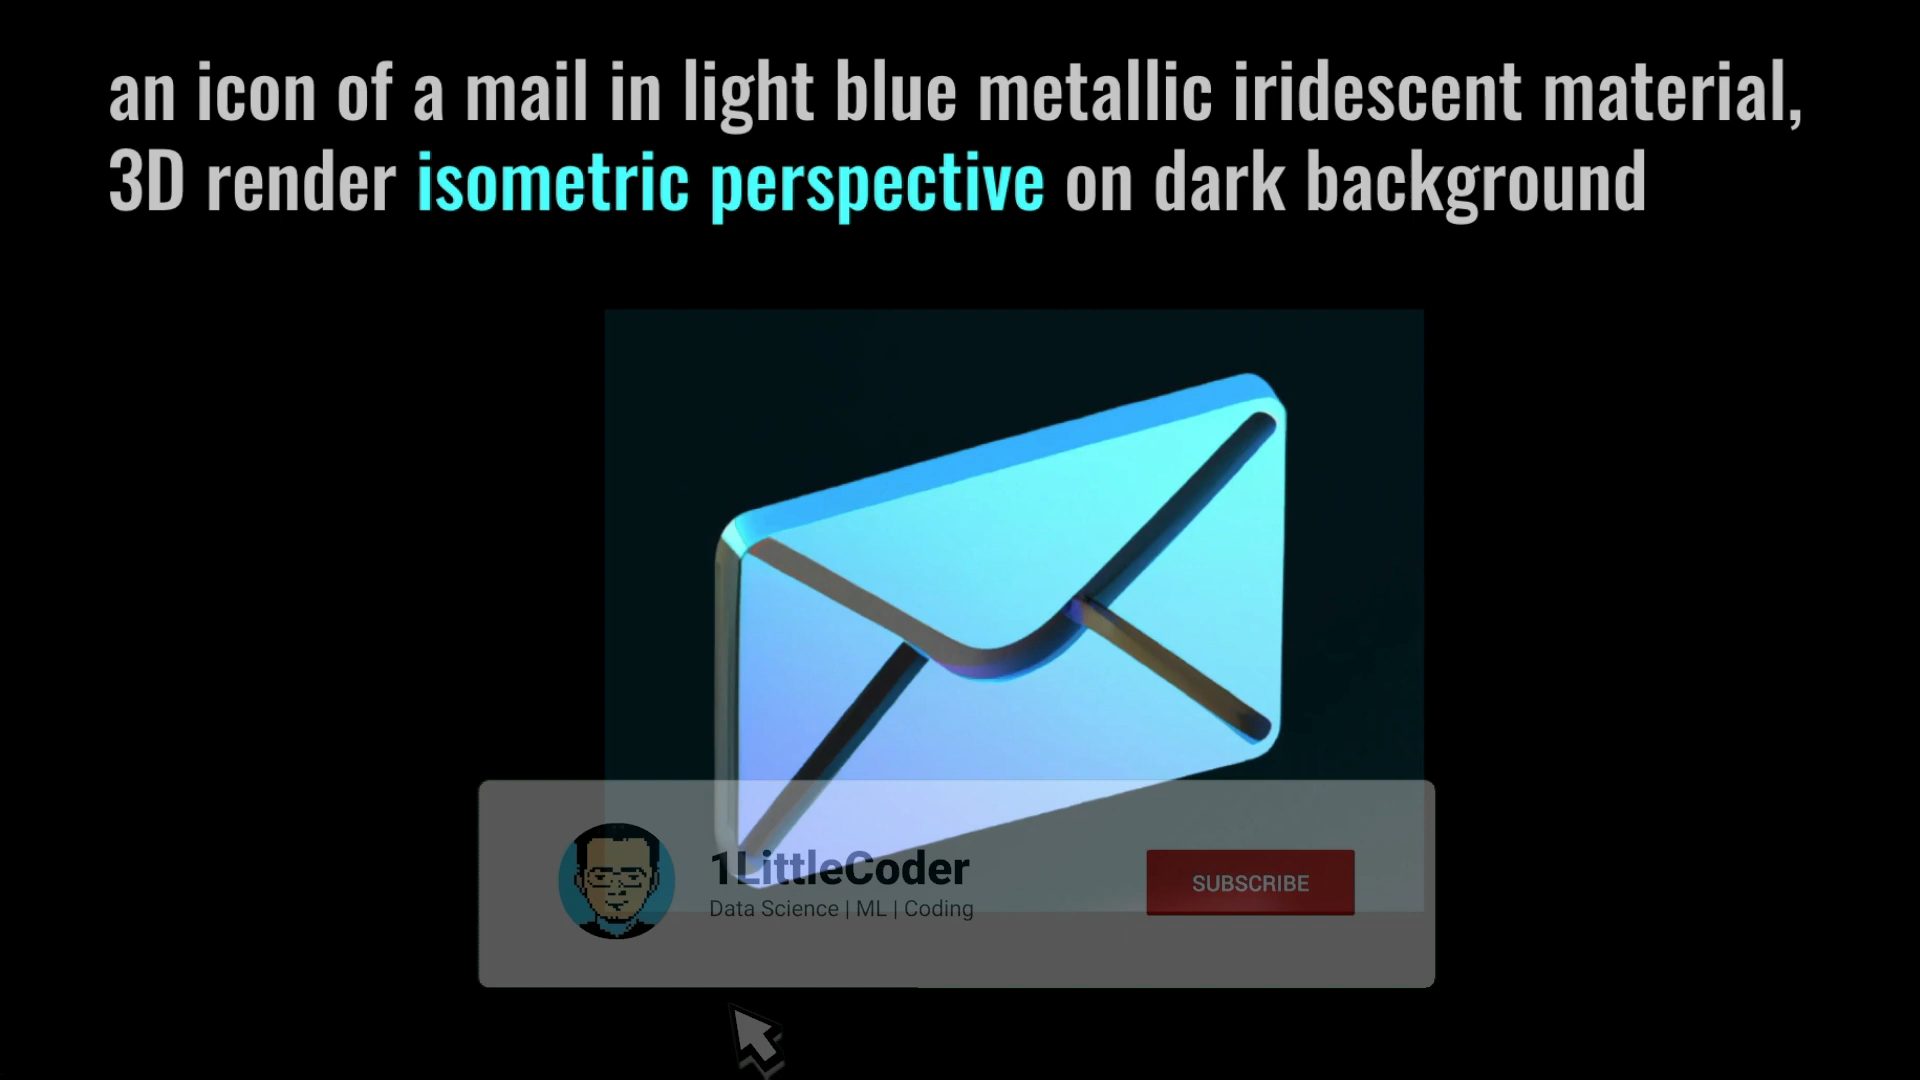 an icon of a mail in light blue metallic iridescent material,
3D render isometric perspective on dark background
1LittleCoder
Data Science | ML | Coding
SUBSCRIBE